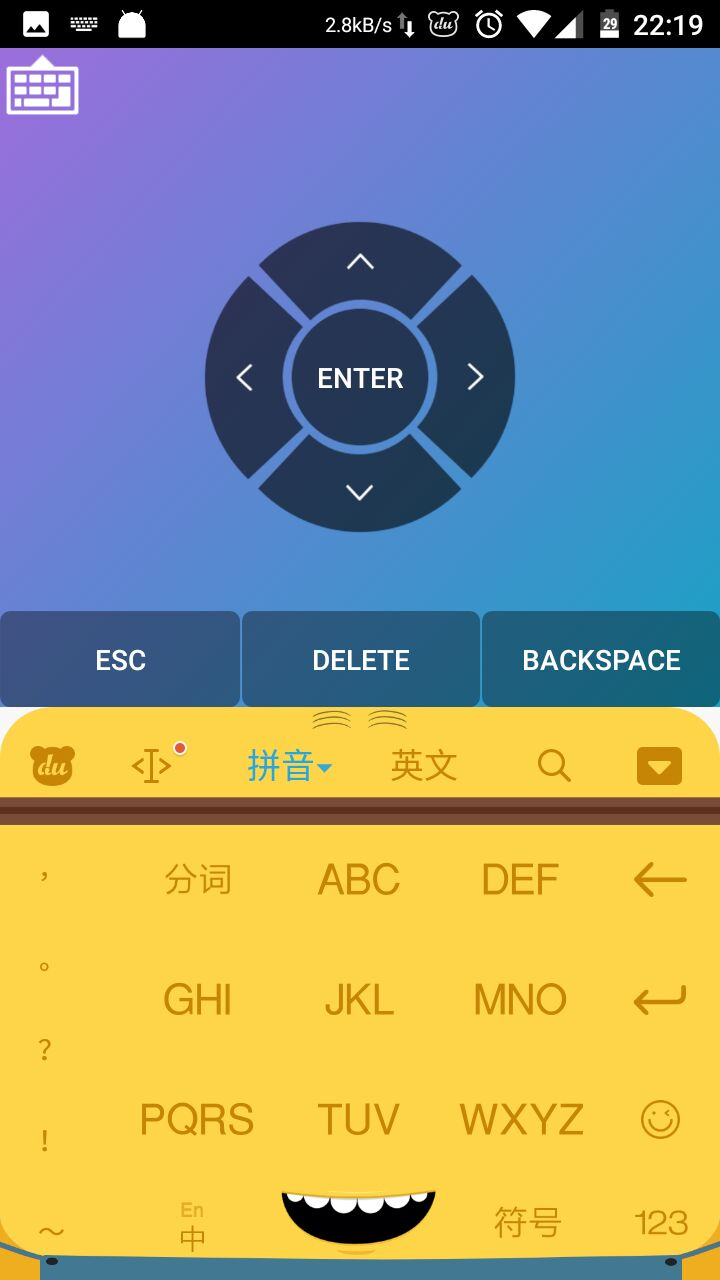 2.8kB/s du 29 22:19
ENTER
ESC DELETE BACKSPACE
du 拼音 英文
， 分词 ABC DEF
。
GHI JKL MNO
？
PQRS TUV WXYZ
！
En
～ 中 符号 123